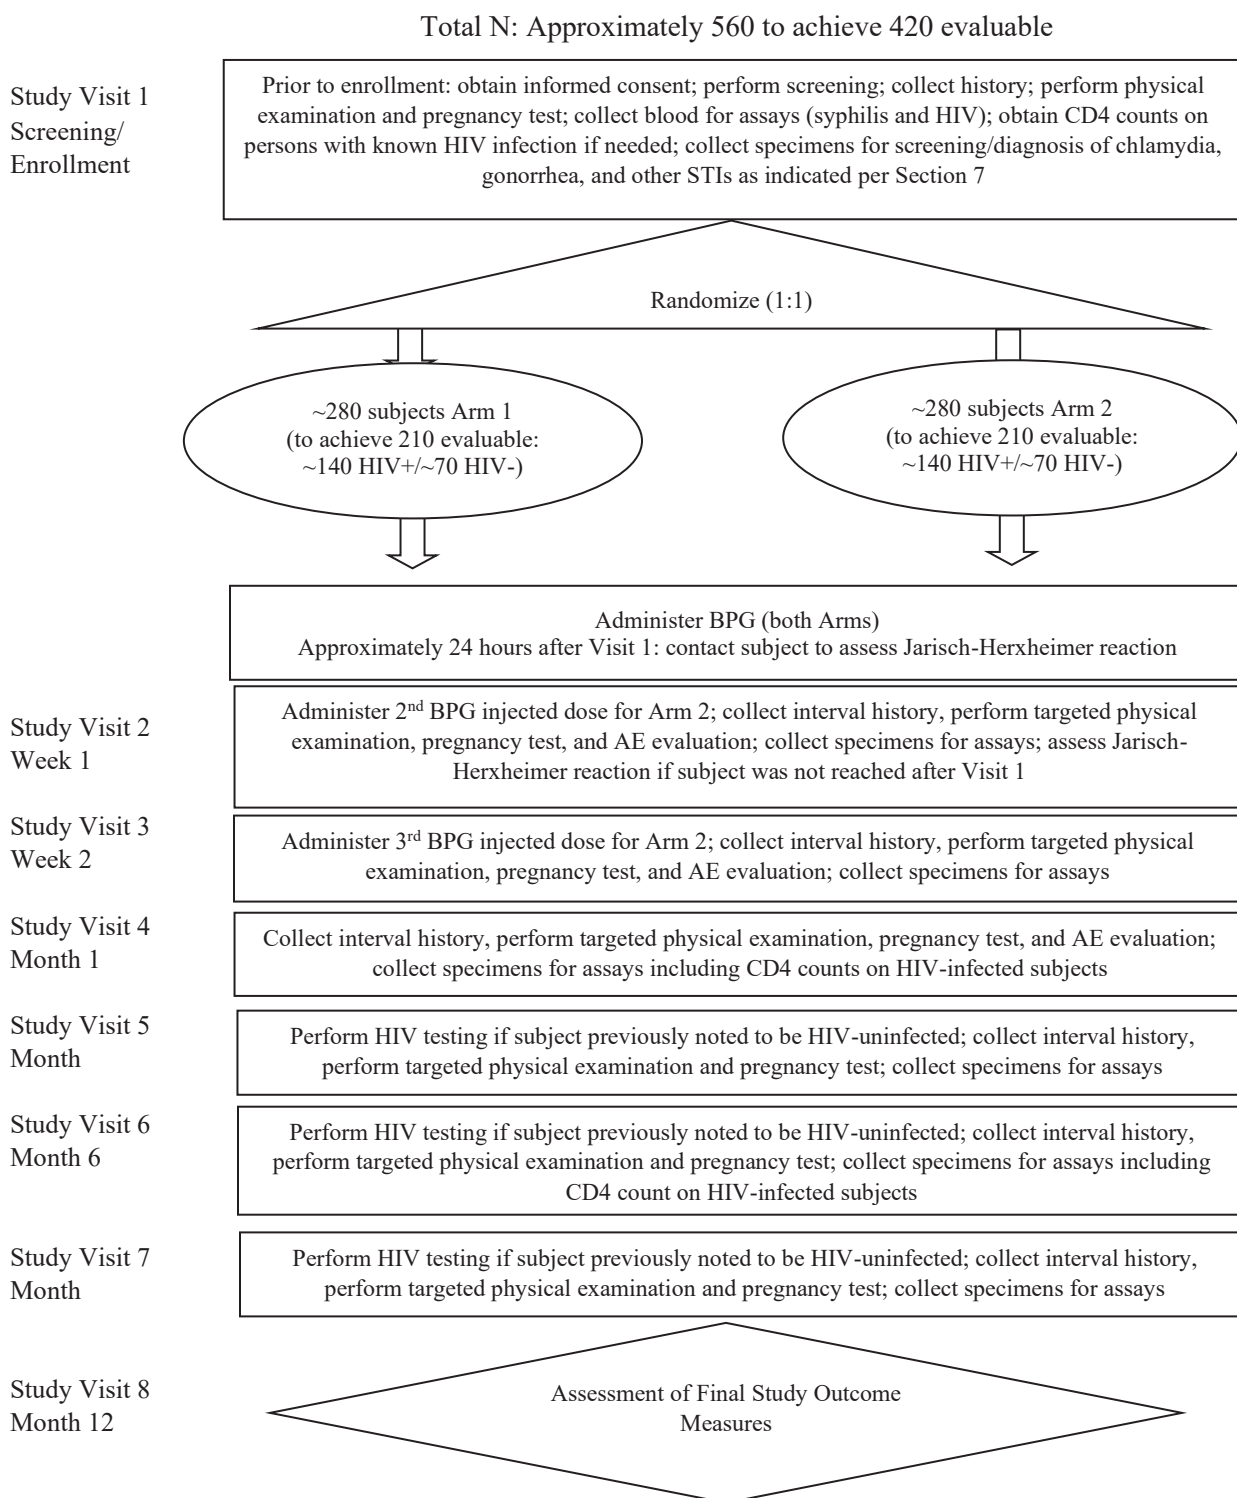 Total N: Approximately 560 to achieve 420 evaluable
Study Visit 1
Screening/
Enrollment
Prior to enrollment: obtain informed consent; perform screening; collect history; perform physical
examination and pregnancy test; collect blood for assays (syphilis and HIV); obtain CD4 counts on
persons with known HIV infection if needed; collect specimens for screening/diagnosis of chlamydia,
gonorrhea, and other STIs as indicated per Section 7
Randomize (1:1)
~280 subjects Arm 1
(to achieve 210 evaluable:
~140 HIV+/~70 HIV-)
~280 subjects Arm 2
(to achieve 210 evaluable:
~140 HIV+/~70 HIV-)
Administer BPG (both Arms)
Approximately 24 hours after Visit 1: contact subject to assess Jarisch-Herxheimer reaction
Study Visit 2
Week 1
Administer 2nd BPG injected dose for Arm 2; collect interval history, perform targeted physical
examination, pregnancy test, and AE evaluation; collect specimens for assays; assess Jarisch-
Herxheimer reaction if subject was not reached after Visit 1
Study Visit 3
Week 2
Administer 3rd BPG injected dose for Arm 2; collect interval history, perform targeted physical
examination, pregnancy test, and AE evaluation; collect specimens for assays
Study Visit 4
Month 1
Collect interval history, perform targeted physical examination, pregnancy test, and AE evaluation;
collect specimens for assays including CD4 counts on HIV-infected subjects
Study Visit 5
Month
Perform HIV testing if subject previously noted to be HIV-uninfected; collect interval history,
perform targeted physical examination and pregnancy test; collect specimens for assays
Study Visit 6
Month 6
Perform HIV testing if subject previously noted to be HIV-uninfected; collect interval history,
perform targeted physical examination and pregnancy test; collect specimens for assays including
CD4 count on HIV-infected subjects
Study Visit 7
Month
Perform HIV testing if subject previously noted to be HIV-uninfected; collect interval history,
perform targeted physical examination and pregnancy test; collect specimens for assays
Study Visit 8
Month 12
Assessment of Final Study Outcome
Measures